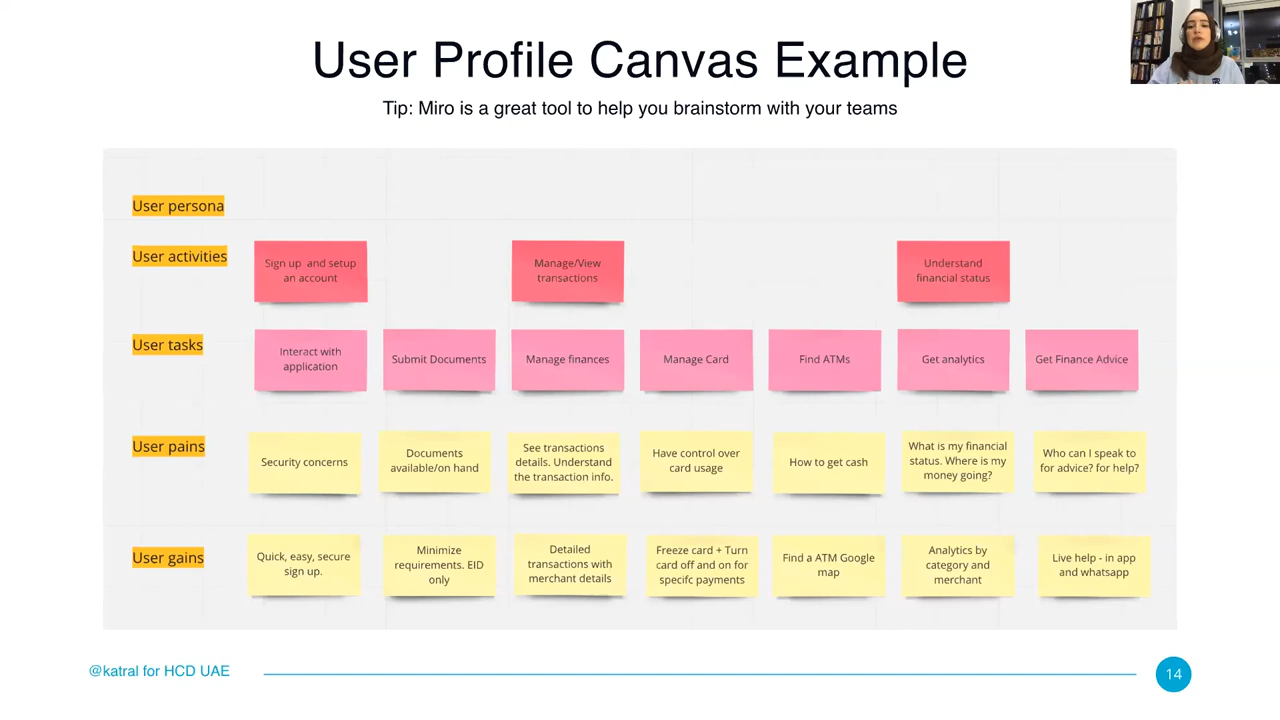 User Profile Canvas Example
Tip: Miro is a great tool to help you brainstorm with your teams
User persona
User activities
Sign up and setup
an account
Manage/View
transactions
Understand
financial status
User tasks
Interact with
application
Submit Documents
Manage finances
Manage Card
Find ATMs
Get analytics
Get Finance Advice
User pains
Security concerns
Documents
available/on hand
See transactions
details. Understand
the transaction info.
Have control over
card usage
How to get cash
What is my financial
status. Where is my
money going?
Who can I speak to
for advice? for help?
User gains
Quick, easy, secure
sign up.
Minimize
requirements. EID
only
Detailed
transactions with
merchant details
Freeze card + Turn
card off and on for
specifc payments
Find a ATM Google
map
Analytics by
category and
merchant
Live help - in app
and whatsapp
@katral for HCD UAE
14